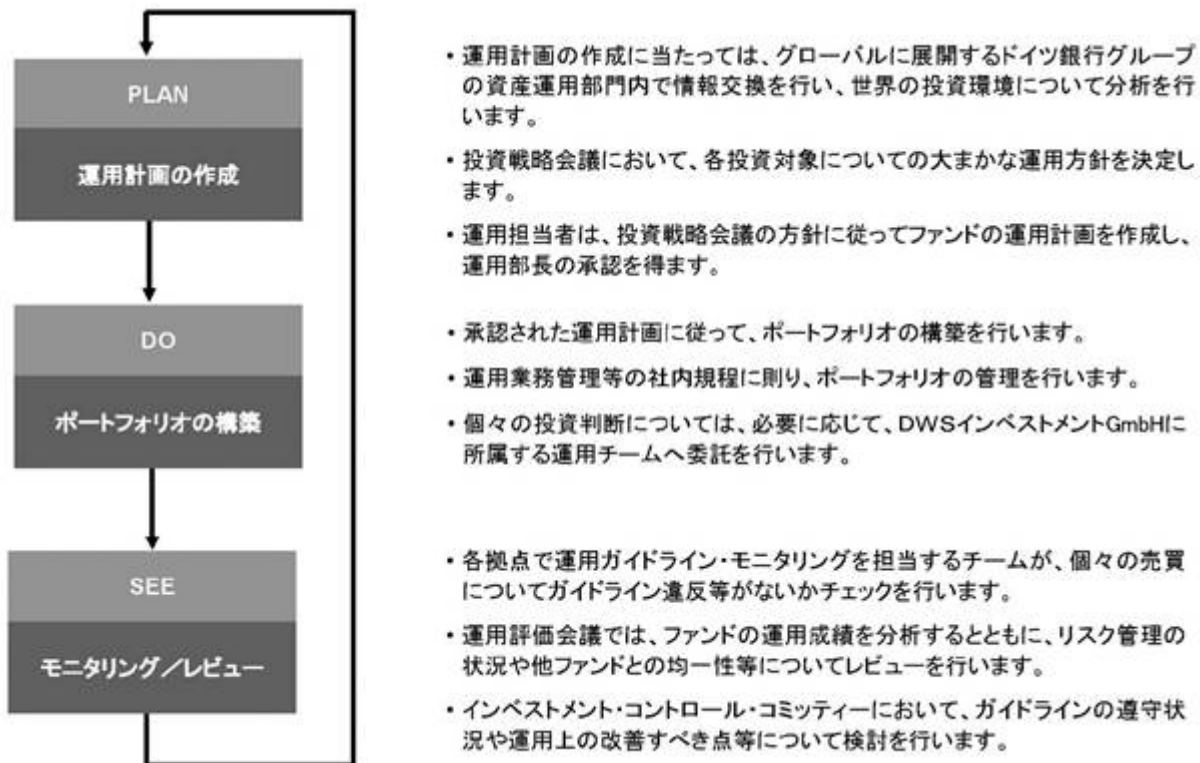 PLAN
運用計画の作成
・運用計画の作成に当たっては、グローバルに展開するドイツ銀行グループ
の資産運用部門内で情報交換を行い、世界の投資環境について分析を行
います。
・投資戦略会議において、各投資対象についての大まかな運用方針を決定し
ます。
・運用担当者は、投資戦略会議の方針に従ってファンドの運用計画を作成し、
運用部長の承認を得ます。
DO
ポートフォリオの構築
・承認された運用計画に従って、ポートフォリオの構築を行います。
・運用業務管理等の社内規程に則り、ポートフォリオの管理を行います。
・個々の投資判断については、必要に応じて、DWSインベストメントGmbHに
所属する運用チームへ委託を行います。
SEE
モニタリング／レビュー
・各拠点で運用ガイドライン・モニタリングを担当するチームが、個々の売買
についてガイドライン違反等がないかチェックを行います。
・運用評価会議では、ファンドの運用成績を分析するとともに、リスク管理の
状況や他ファンドとの均一性等についてレビューを行います。
・インベストメント・コントロール・コミッティーにおいて、ガイドラインの遵守状
況や運用上の改善すべき点等について検討を行います。